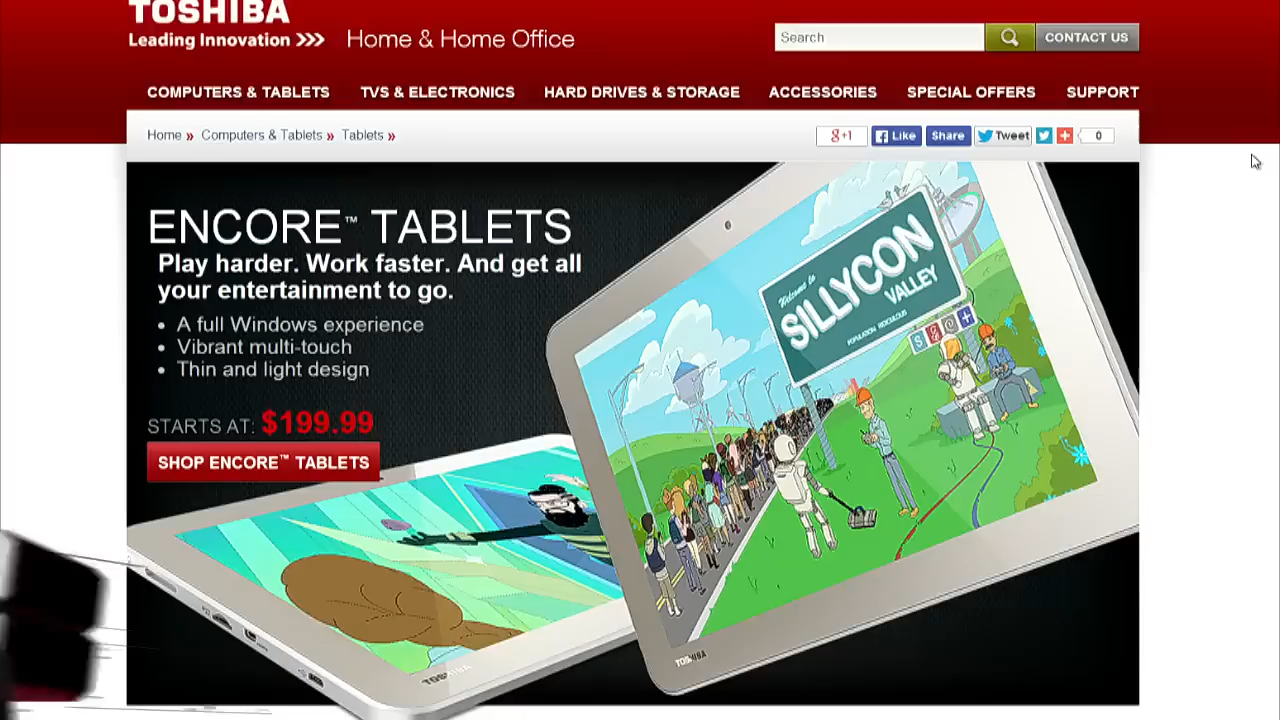 TOSHIBA
Leading Innovation >>>
Home & Home Office
Search
CONTACT US
COMPUTERS & TABLETS
TVS & ELECTRONICS
HARD DRIVES & STORAGE
ACCESSORIES
SPECIAL OFFERS
SUPPORT
Home »
Computers & Tablets »
Tablets »
g+1
Like
Share
Tweet
0
ENCORE™ TABLETS
Play harder. Work faster. And get all
your entertainment to go.
• A full Windows experience
• Vibrant multi-touch
• Thin and light design
STARTS AT: $199.99
SHOP ENCORE™ TABLETS
Welcome to
SILLYCON
VALLEY
POPULATION RIDICULOUS
TOSHIBA
TOSHIBA